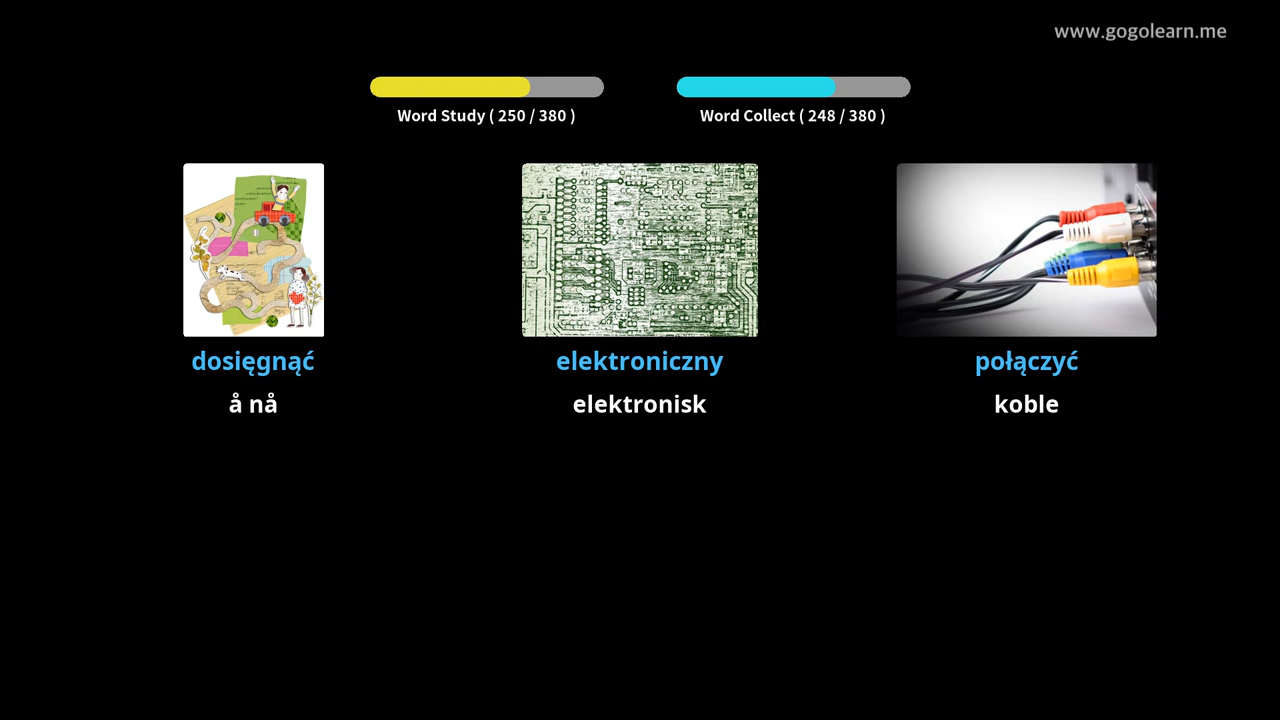 www.gogolearn.me
Word Study ( 250 / 380 )
Word Collect ( 248 / 380 )
dosięgnąć
elektroniczny
połączyć
å nå
elektronisk
koble